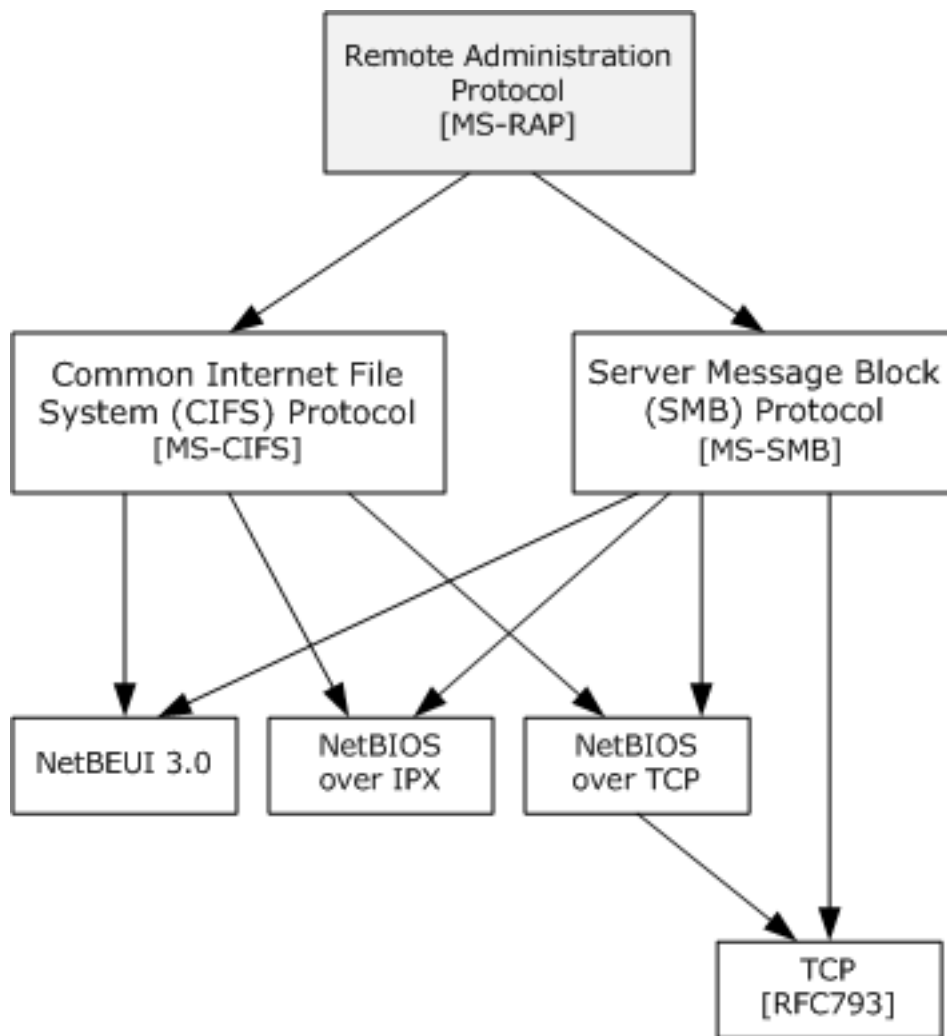 Remote Administration
Protocol
[MS-RAP]
Common Internet File
System (CIFS) Protocol
[MS-CIFS]
Server Message Block
(SMB) Protocol
[MS-SMB]
NetBEUI 3.0
NetBIOS
over IPX
NetBIOS
over TCP
TCP
[RFC793]